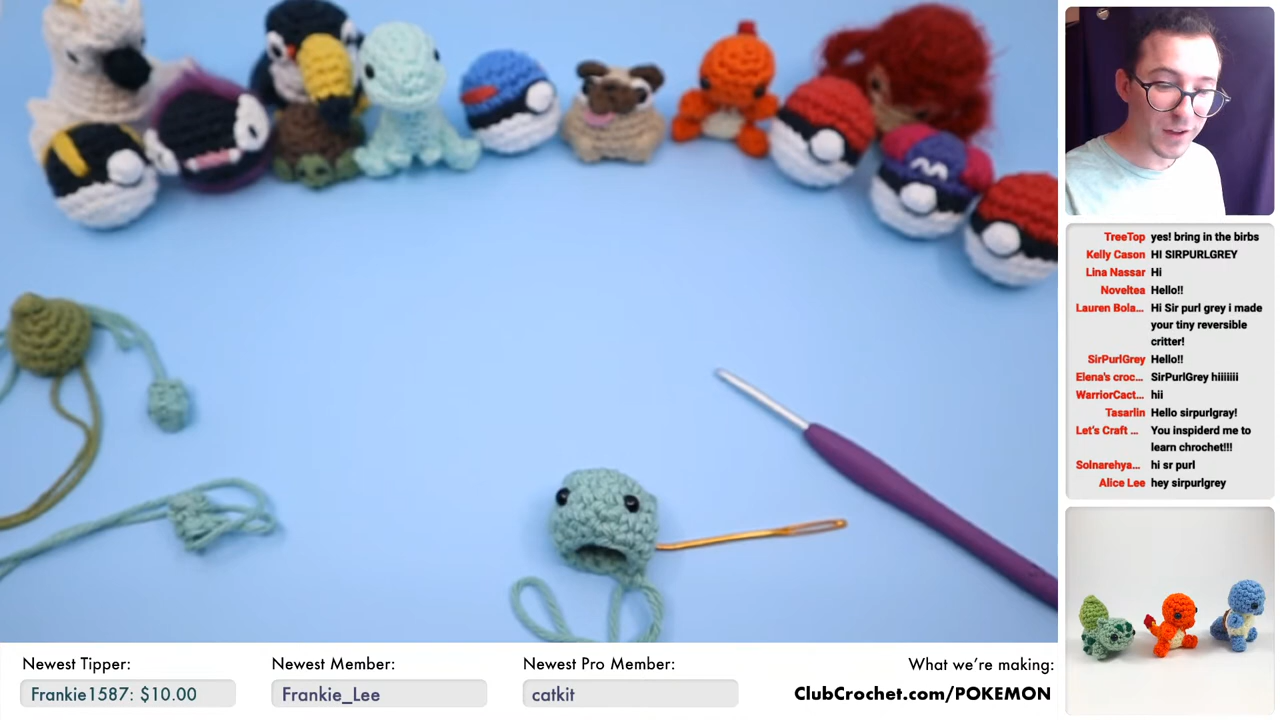 TreeTop yes! bring in the birbs
Kelly Cason HI SIRPURLGREY
Lina Nassar Hi
Noveltea Hello!!
Lauren Bola... Hi Sir purl grey i made
your tiny reversible
critter!
SirPurlGrey Hello!!
Elena's croc... SirPurlGrey hiiiiiii
WarriorCact... hii
Tasarlin Hello sirpurlgray!
Let's Craft ... You inspiderd me to
learn chrochet!!!
Solnarehya... hi sr purl
Alice Lee hey sirpurlgrey
Newest Tipper: Newest Member: Newest Pro Member: What we're making:
Frankie1587: $10.00 Frankie_Lee catkit ClubCrochet.com/POKEMON